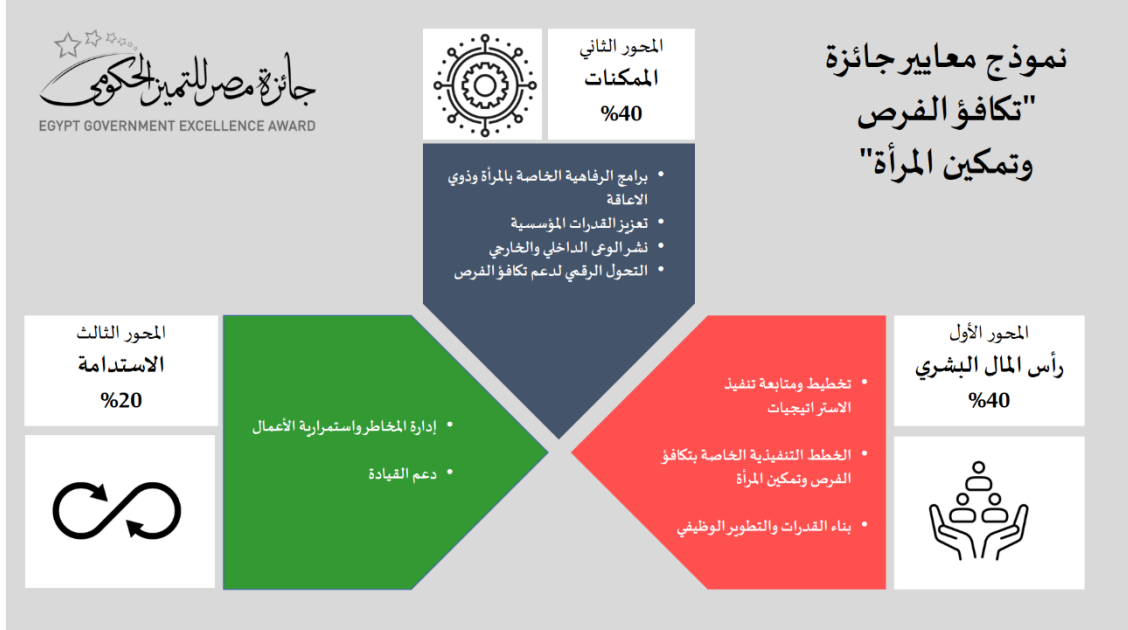 نموذج معايير جائزة
"تكافؤ الفرص
وتمكين المرأة"
جائزة مصر للتميز الحكومي
EGYPT GOVERNMENT EXCELLENCE AWARD
المحور الأول
رأس المال البشري
%40
• تخطيط ومتابعة تنفيذ
الاستراتيجيات
• الخطط التنفيذية الخاصة بتكافؤ
الفرص وتمكين المرأة
• بناء القدرات والتطوير الوظيفي
المحور الثاني
الممكنات
%40
• برامج الرفاهية الخاصة بالمرأة وذوي
الاعاقة
• تعزيز القدرات المؤسسية
• نشر الوعى الداخلي والخارجي
• التحول الرقمي لدعم تكافؤ الفرص
المحور الثالث
الاستدامة
%20
• إدارة المخاطر واستمرارية الأعمال
• دعم القيادة